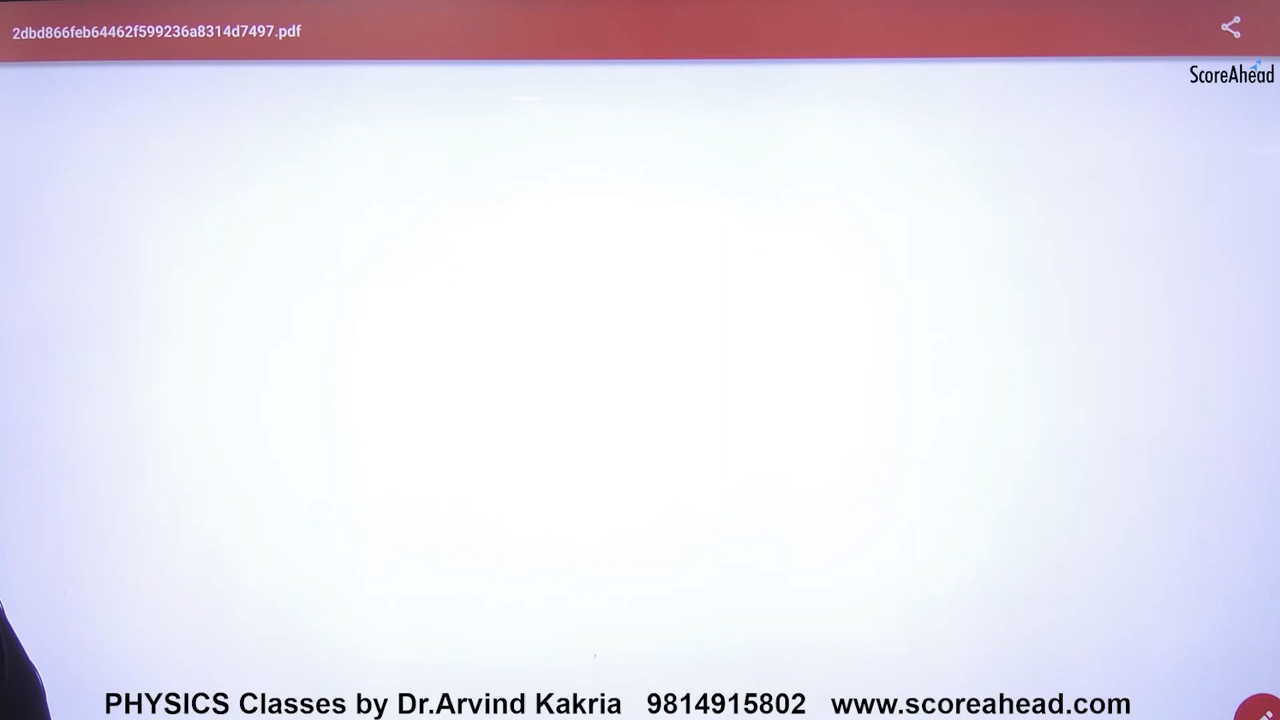 2dbd866feb64462f599236a8314d7497.pdf
ScoreAhead
PHYSICS Classes by Dr.Arvind Kakria 9814915802 www.scoreahead.com